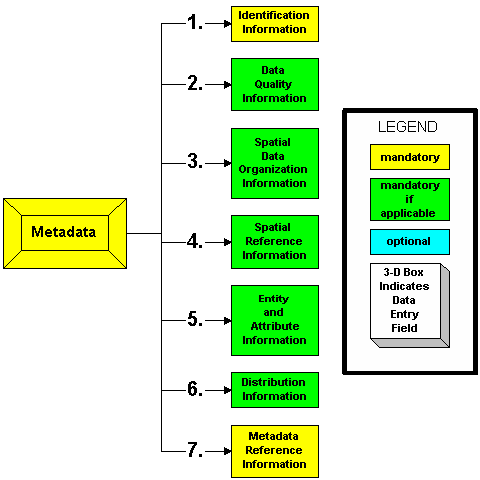 Metadata
1.
Identification
Information
2.
Data
Quality
Information
3.
Spatial
Data
Organization
Information
4.
Spatial
Reference
Information
5.
Entity
and
Attribute
Information
6.
Distribution
Information
7.
Metadata
Reference
Information
LEGEND
mandatory
mandatory
if
applicable
optional
3-D Box
Indicates
Data
Entry
Field